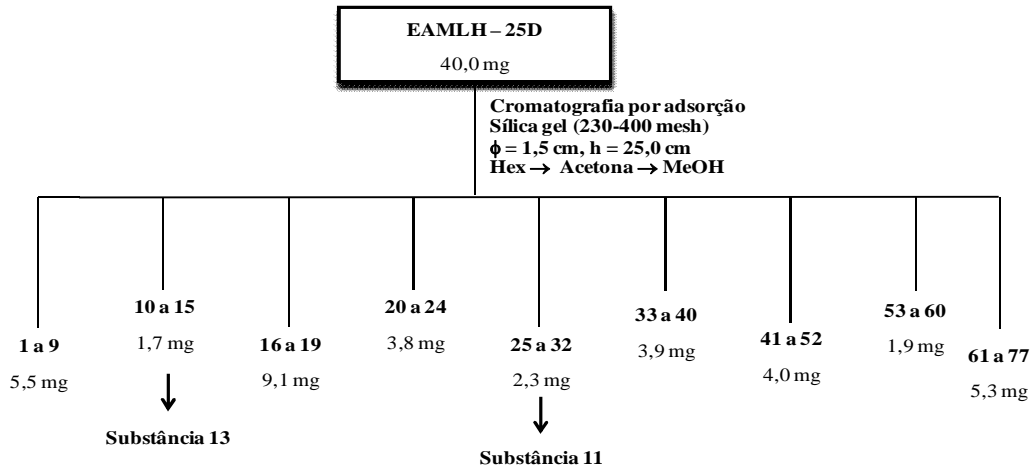 EAMLH – 25D
40,0 mg
Cromatografia por adsorção
Sílica gel (230-400 mesh)
ϕ = 1,5 cm, h = 25,0 cm
Hex → Acetona → MeOH
1 a 9
5,5 mg
10 a 15
1,7 mg
Substância 13
16 a 19
9,1 mg
20 a 24
3,8 mg
25 a 32
2,3 mg
Substância 11
33 a 40
3,9 mg
41 a 52
4,0 mg
53 a 60
1,9 mg
61 a 77
5,3 mg